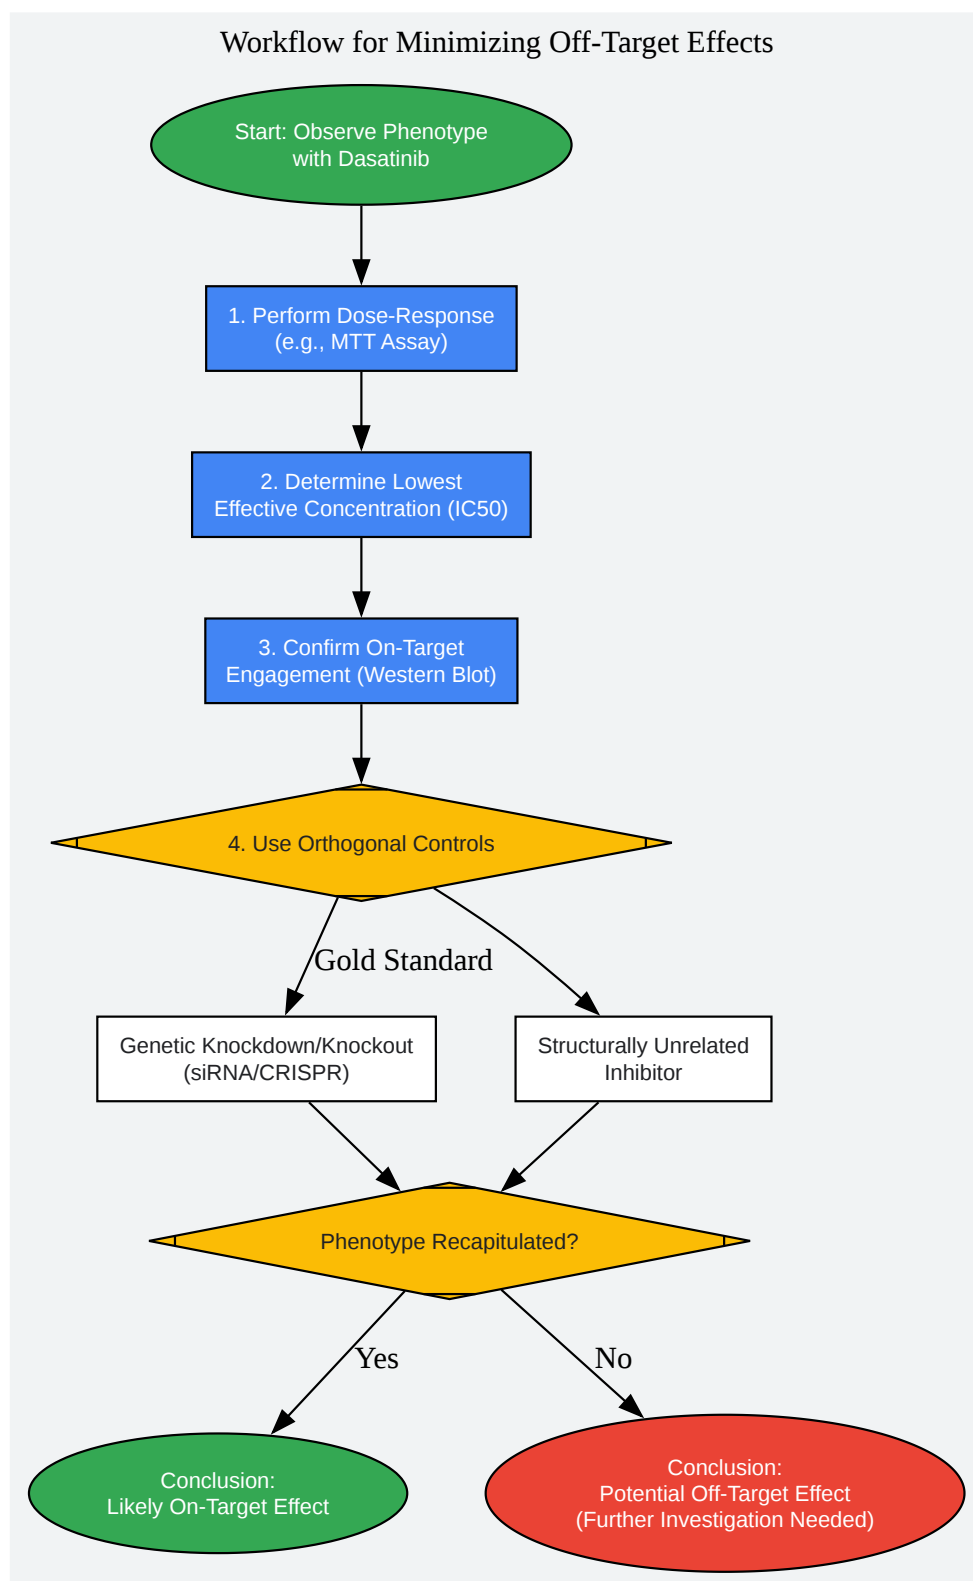 Workflow for Minimizing Off-Target Effects
Start: Observe Phenotype
with Dasatinib
1. Perform Dose-Response
(e.g., MTT Assay)
2. Determine Lowest
Effective Concentration (IC50)
3. Confirm On-Target
Engagement (Western Blot)
4. Use Orthogonal Controls
Gold Standard
Genetic Knockdown/Knockout
(siRNA/CRISPR)
Structurally Unrelated
Inhibitor
Phenotype Recapitulated?
Yes
No
Conclusion:
Likely On-Target Effect
Conclusion:
Potential Off-Target Effect
(Further Investigation Needed)